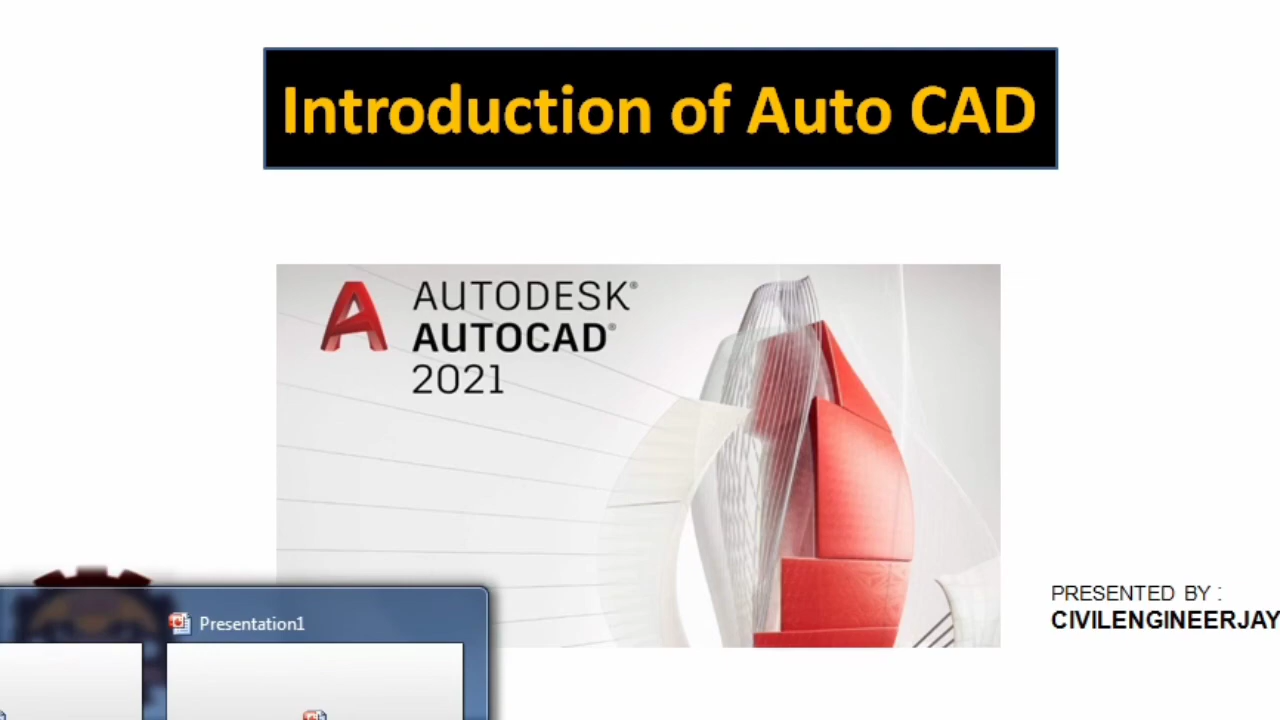 Introduction of Auto CAD
AUTODESK®
AUTOCAD®
2021
PRESENTED BY :
CIVILENGINEERJAY
Presentation1